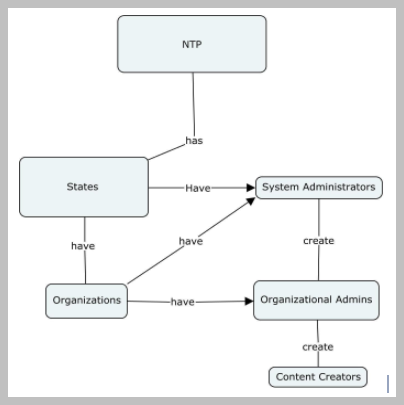 NTP
has
States
Have
System Administrators
have
have
create
Organizations
have
Organizational Admins
create
Content Creators